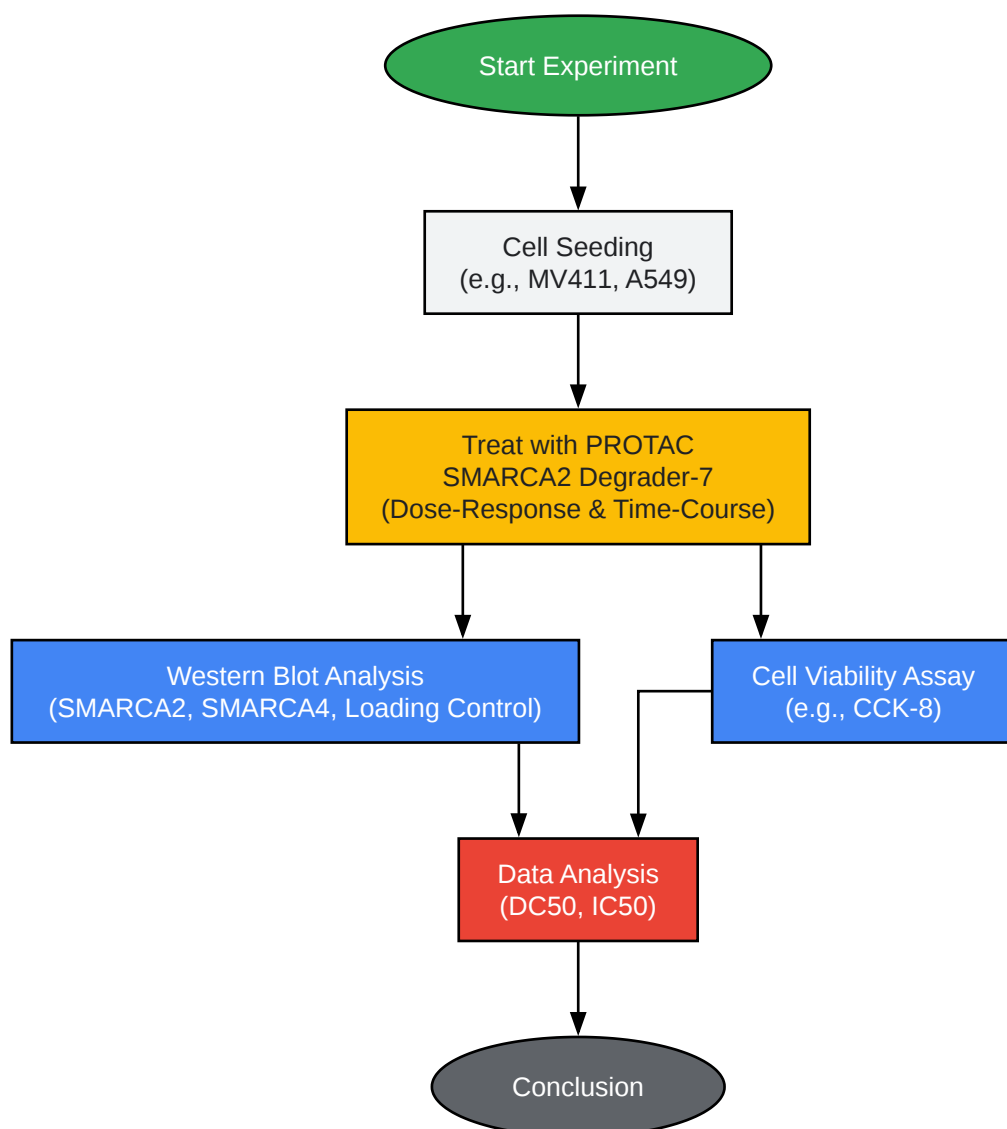 Start Experiment
Cell Seeding
(e.g., MV411, A549)
Treat with PROTAC
SMARCA2 Degrader-7
(Dose-Response & Time-Course)
Western Blot Analysis
(SMARCA2, SMARCA4, Loading Control)
Cell Viability Assay
(e.g., CCK-8)
Data Analysis
(DC50, IC50)
Conclusion